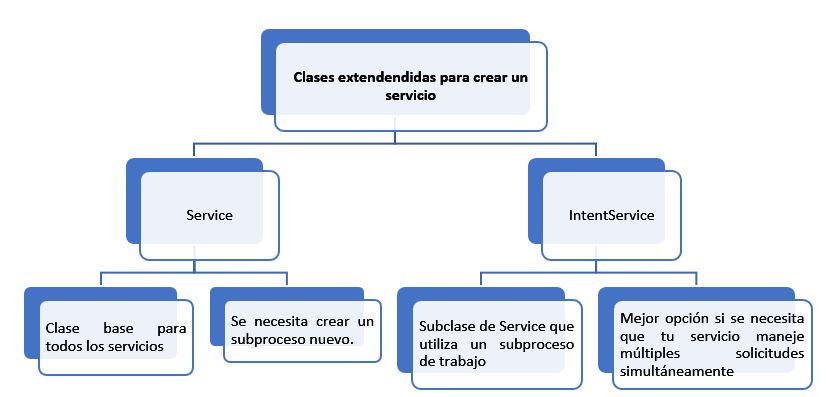 Clases extendendidas para crear un
servicio
Service
IntentService
Clase base para
todos los servicios
Se necesita crear un
subproceso nuevo.
Subclase de Service que
utiliza un subproceso
de trabajo
Mejor opción si se necesita
que tu servicio maneje
múltiples solicitudes
simultáneamente